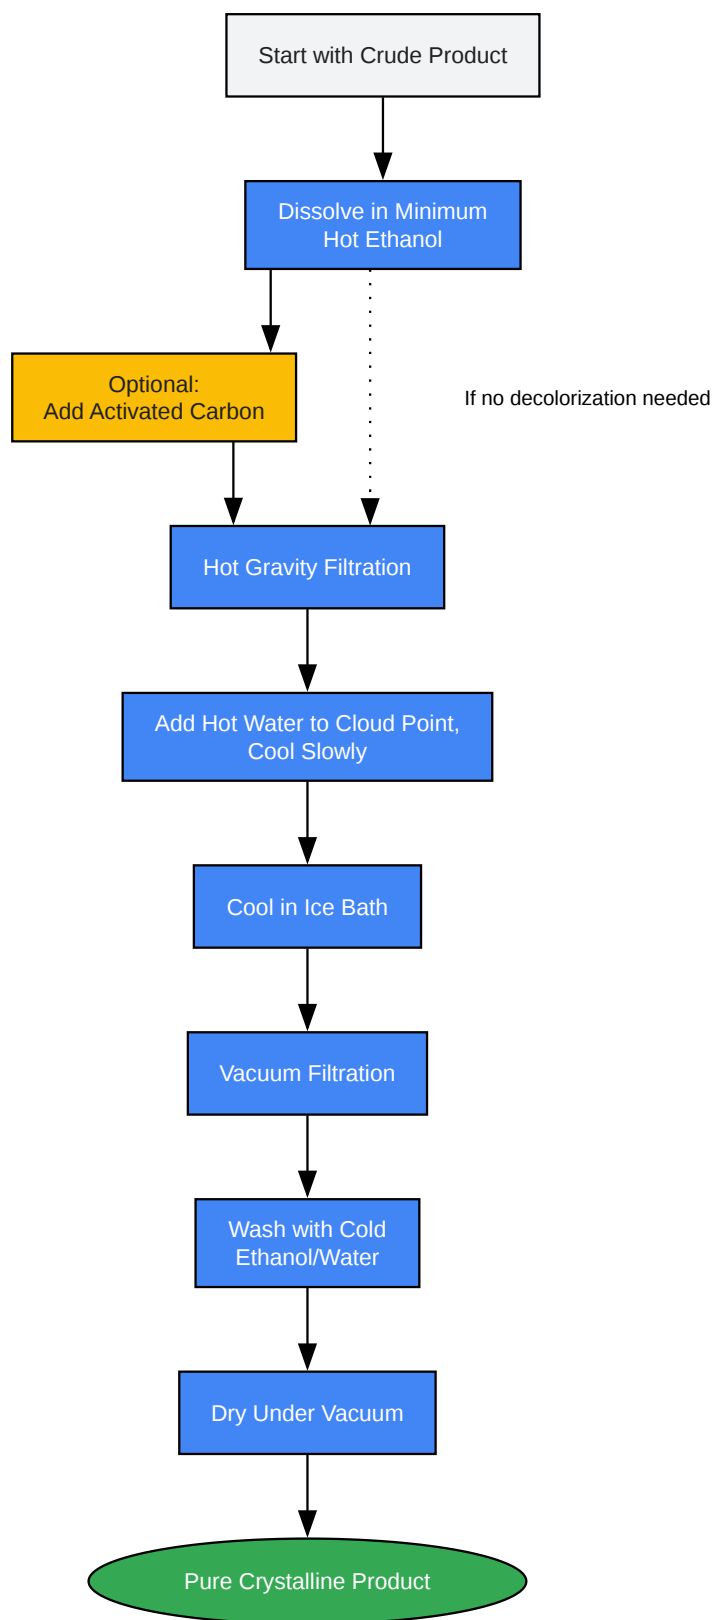 Start with Crude Product
Dissolve in Minimum
Hot Ethanol
Optional:
Add Activated Carbon
If no decolorization needed
Hot Gravity Filtration
Add Hot Water to Cloud Point,
Cool Slowly
Cool in Ice Bath
Vacuum Filtration
Wash with Cold
Ethanol/Water
Dry Under Vacuum
Pure Crystalline Product